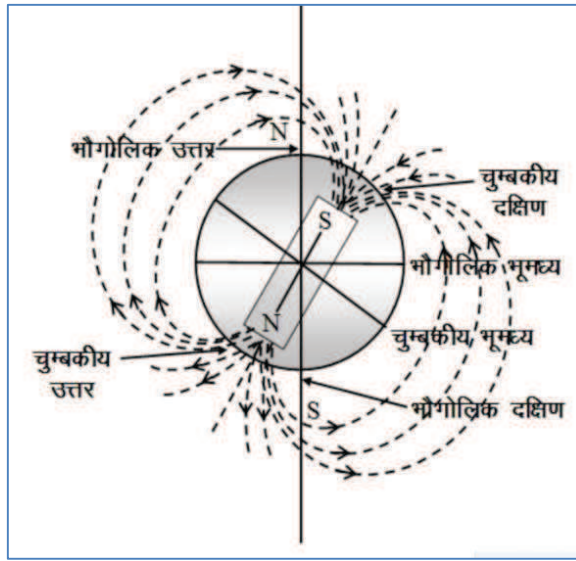 N
भौगोलिक उत्तर
चुम्बकीय
दक्षिण
S
भौगोलिक भूमध्य
N
चुम्बकीय भूमध्य
चुम्बकीय
उत्तर
S
भौगोलिक दक्षिण